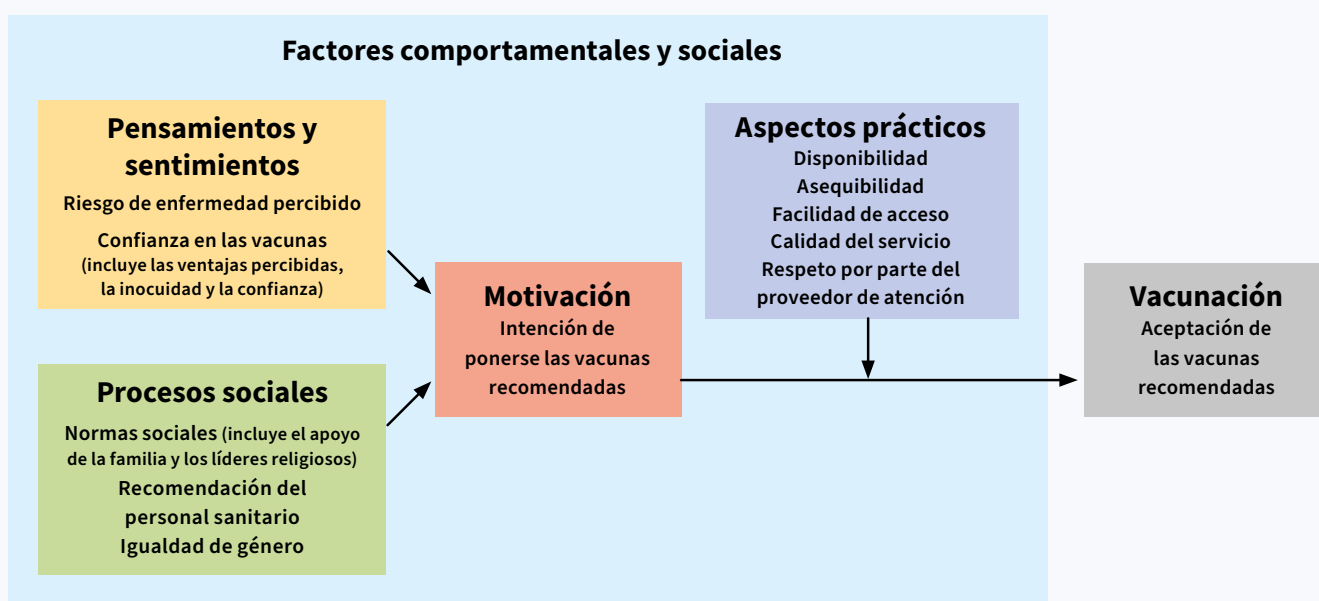 Factores comportamentales y sociales
Pensamientos y
sentimientos
Riesgo de enfermedad percibido
Confianza en las vacunas
(incluye las ventajas percibidas,
la inocuidad y la confianza)
Procesos sociales
Normas sociales (incluye el apoyo
de la familia y los líderes religiosos)
Recomendación del
personal sanitario
Igualdad de género
Motivación
Intención de
ponerse las vacunas
recomendadas
Aspectos prácticos
Disponibilidad
Asequibilidad
Facilidad de acceso
Calidad del servicio
Respeto por parte del
proveedor de atención
Vacunación
Aceptación de
las vacunas
recomendadas